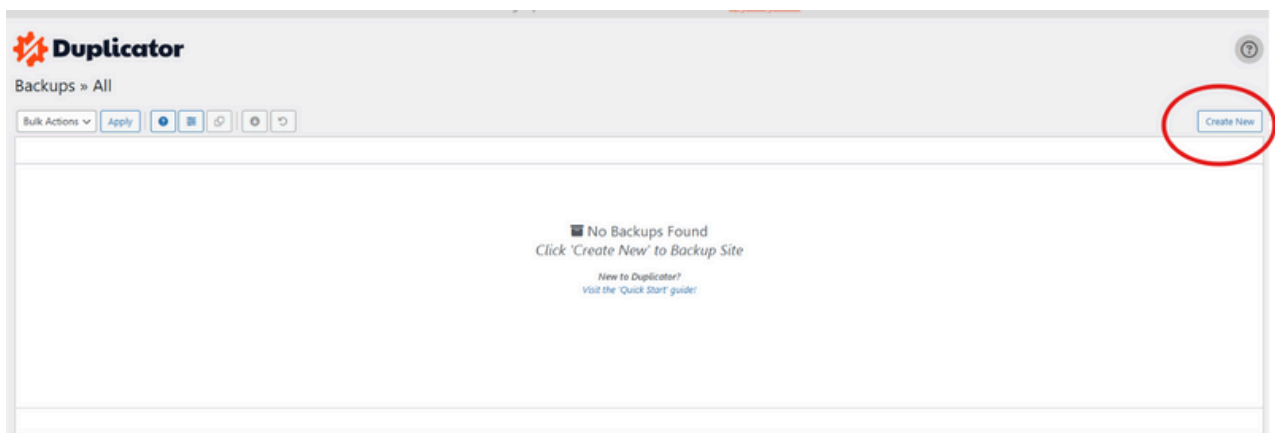 Duplicator
Backups » All
Bulk Actions Apply
Create New
No Backups Found
Click 'Create New' to Backup Site
New to Duplicator?
Visit the 'Quick Start' guide!